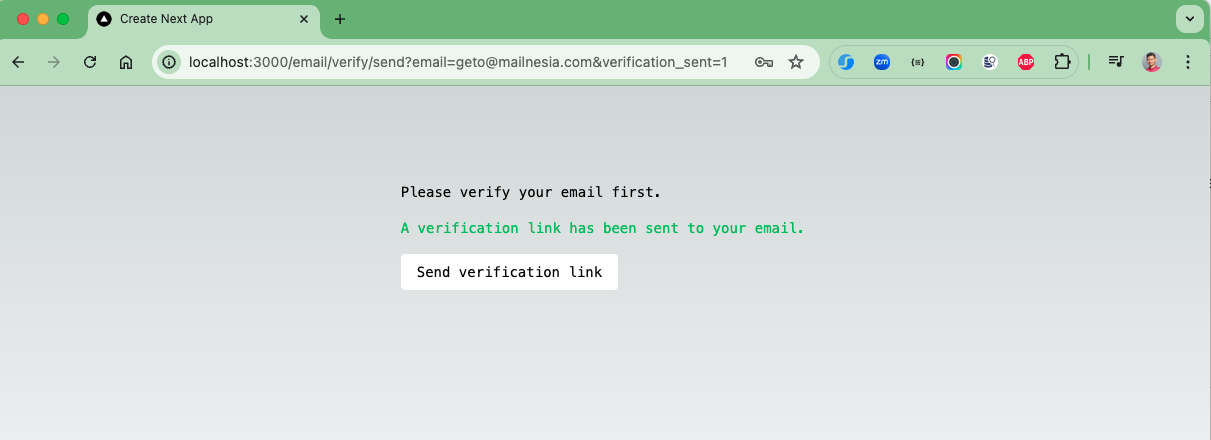 Create Next App
localhost:3000/email/verify/send?email=geto@mailnesia.com&verification_sent=1
zm
{≡}
ABP
Please verify your email first.
A verification link has been sent to your email.
Send verification link